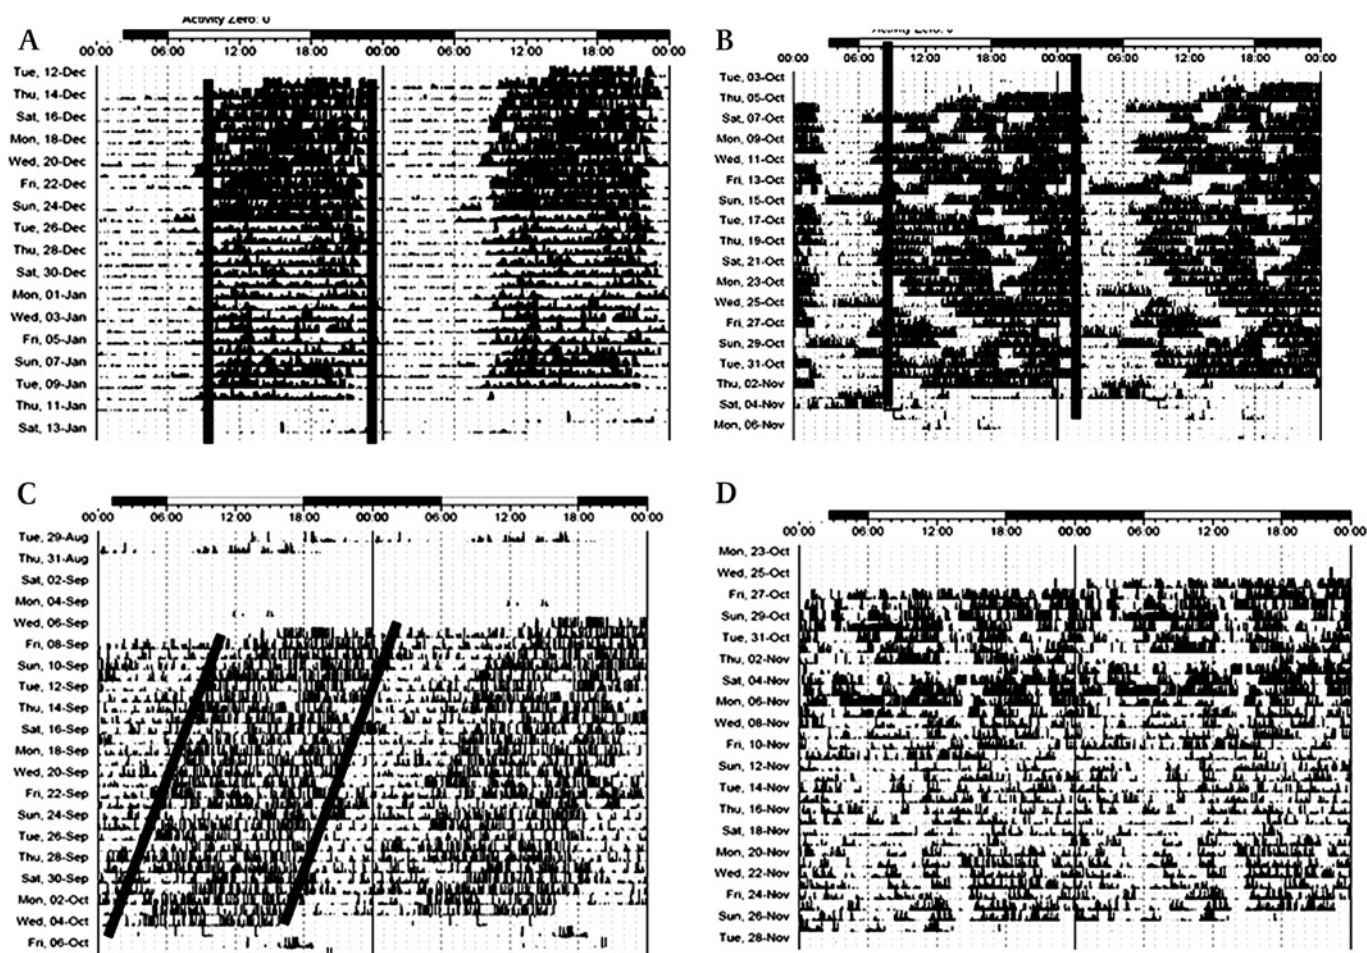 Activity Zero: 0
A
00:00 06:00 12:00 18:00 00:00 06:00 12:00 18:00 00:00
Tue, 12-Dec
Thu, 14-Dec
Sat, 16-Dec
Mon, 18-Dec
Wed, 20-Dec
Fri, 22-Dec
Sun, 24-Dec
Tue, 26-Dec
Thu, 28-Dec
Sat, 30-Dec
Mon, 01-Jan
Wed, 03-Jan
Fri, 05-Jan
Sun, 07-Jan
Tue, 09-Jan
Thu, 11-Jan
Sat, 13-Jan
B
00:00 06:00 18:00 00:00 06:00 12:00 18:00 00:00
Tue, 03-Oct
Thu, 05-Oct
Sat, 07-Oct
Mon, 09-Oct
Wed, 11-Oct
Fri, 13-Oct
Sun, 15-Oct
Tue, 17-Oct
Thu, 19-Oct
Sat, 21-Oct
Mon, 23-Oct
Wed, 25-Oct
Fri, 27-Oct
Sun, 29-Oct
Tue, 31-Oct
Thu, 02-Nov
Sat, 04-Nov
Mon, 06-Nov
C
00:00 06:00 12:00 18:00 00:00 06:00 12:00 18:00 00:00
Tue, 29-Aug
Thu, 31-Aug
Sat, 02-Sep
Mon, 04-Sep
Wed, 06-Sep
Fri, 08-Sep
Sun, 10-Sep
Tue, 12-Sep
Thu, 14-Sep
Sat, 16-Sep
Mon, 18-Sep
Wed, 20-Sep
Fri, 22-Sep
Sun, 24-Sep
Tue, 26-Sep
Thu, 28-Sep
Sat, 30-Sep
Mon, 02-Oct
Wed, 04-Oct
Fri, 06-Oct
D
00:00 06:00 12:00 18:00 00:00 06:00 12:00 18:00 00:00
Mon, 23-Oct
Wed, 25-Oct
Fri, 27-Oct
Sun, 29-Oct
Tue, 31-Oct
Thu, 02-Nov
Sat, 04-Nov
Mon, 06-Nov
Wed, 08-Nov
Fri, 10-Nov
Sun, 12-Nov
Tue, 14-Nov
Thu, 16-Nov
Sat, 18-Nov
Mon, 20-Nov
Wed, 22-Nov
Fri, 24-Nov
Sun, 26-Nov
Tue, 28-Nov